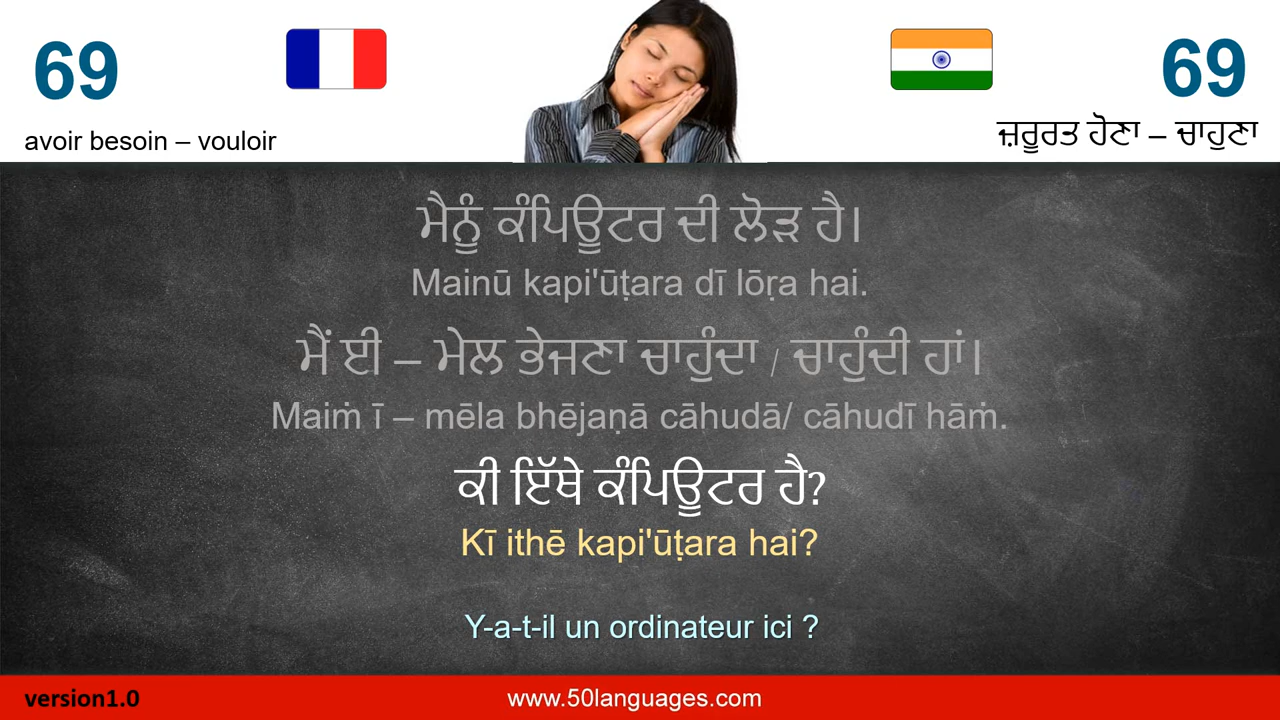 69
69
avoir besoin – vouloir
ਜ਼ਰੂਰਤ ਹੋਣਾ – ਚਾਹੁਣਾ
ਮੈਨੂੰ ਕੰਪਿਊਟਰ ਦੀ ਲੋੜ ਹੈ।
Mainū kapi'ūṭara dī lōṛa hai.
ਮੈਂ ਈ – ਮੇਲ ਭੇਜਣਾ ਚਾਹੁੰਦਾ / ਚਾਹੁੰਦੀ ਹਾਂ।
Maiṁ ī – mēla bhējaṇā cāhudā/ cāhudī hāṁ.
ਕੀ ਇੱਥੇ ਕੰਪਿਊਟਰ ਹੈ?
Kī ithē kapi'ūṭara hai?
Y-a-t-il un ordinateur ici ?
version1.0
www.50languages.com